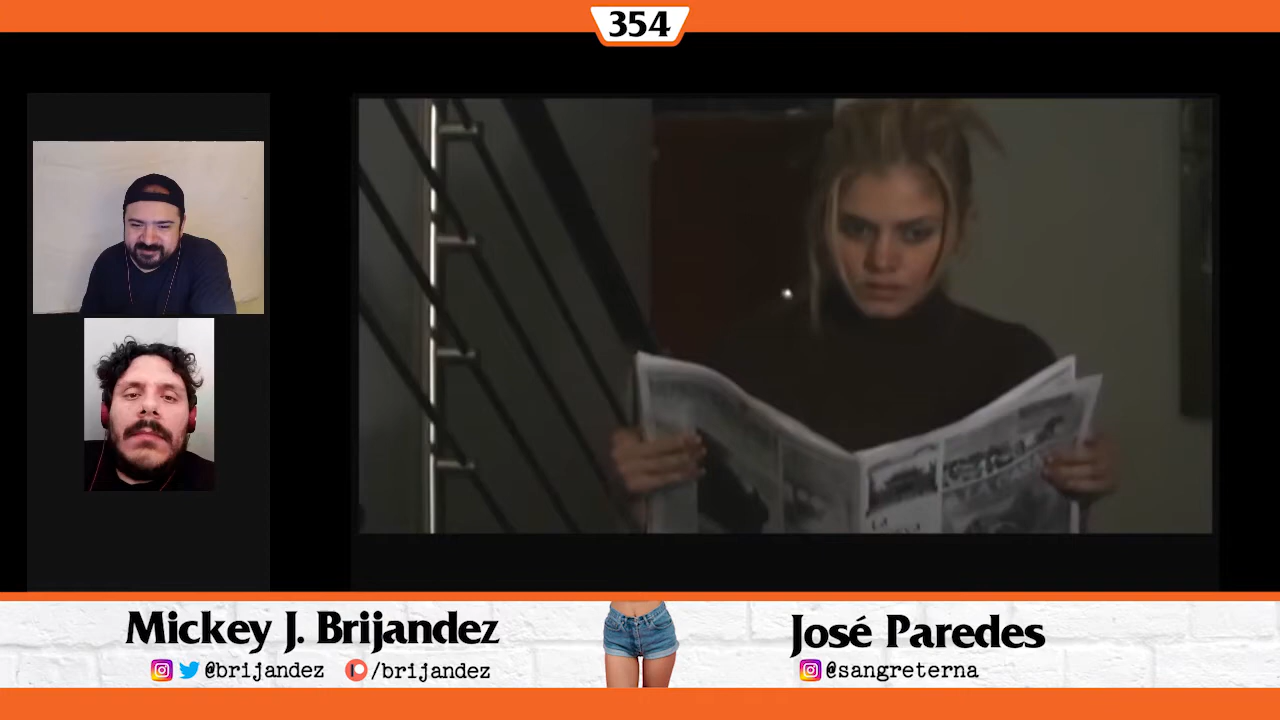 354
Mickey J. Brijandez
@brijandez /brijandez
José Paredes
@sangreterna